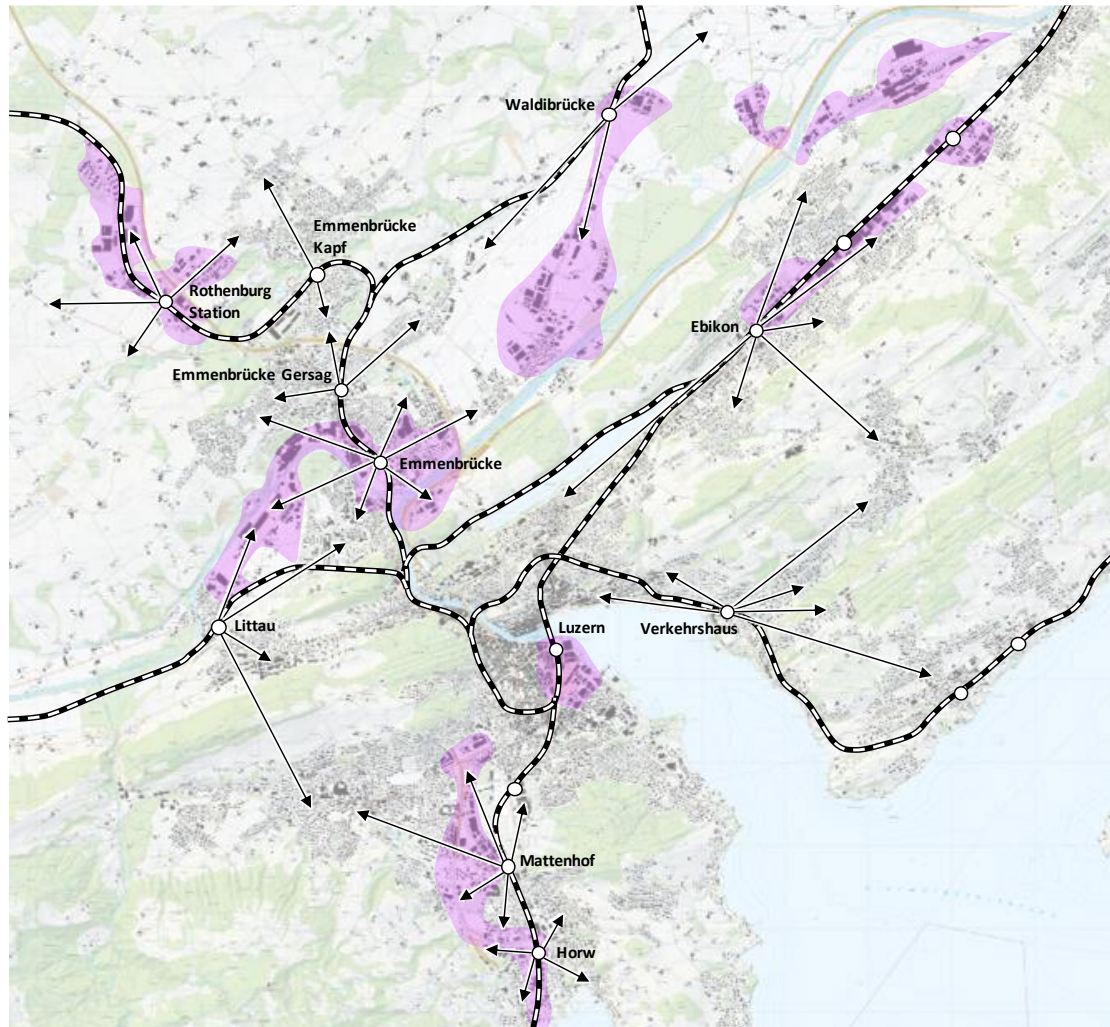 Waldibrücke
Emmenbrücke
Kapf
Rothenburg
Station
Ebikon
Emmenbrücke Gersag
Emmenbrücke
Littau
Luzern
Verkehrshaus
Mattenhof
Horw